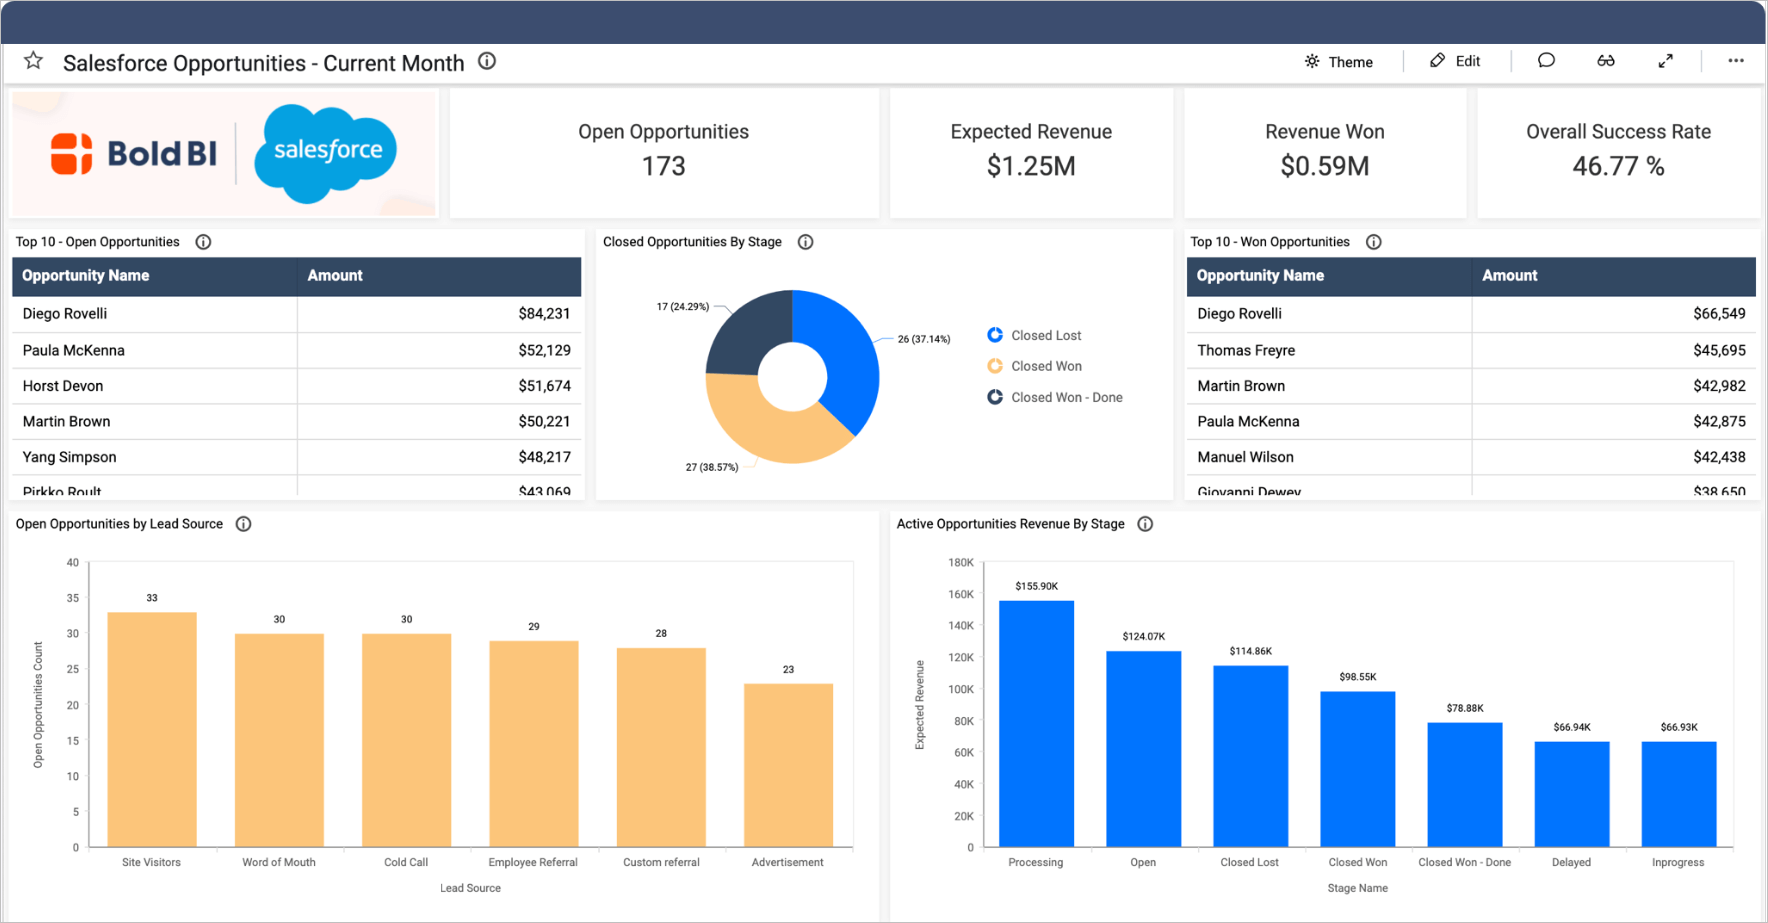 Salesforce Opportunities - Current Month
Theme
Edit
Bold BI
salesforce
Open Opportunities
173
Expected Revenue
$1.25M
Revenue Won
$0.59M
Overall Success Rate
46.77 %
Top 10 - Open Opportunities
Opportunity Name Amount
Diego Rovelli $84,231
Paula McKenna $52,129
Horst Devon $51,674
Martin Brown $50,221
Yang Simpson $48,217
Pirkko Roult $43,069
Closed Opportunities By Stage
17 (24.29%)
26 (37.14%)
27 (38.57%)
Closed Lost
Closed Won
Closed Won - Done
Top 10 - Won Opportunities
Opportunity Name Amount
Diego Rovelli $66,549
Thomas Freyre $45,695
Martin Brown $42,982
Paula McKenna $42,875
Manuel Wilson $42,438
Giovanni Dewey $38,650
Open Opportunities by Lead Source
Open Opportunities Count
40
35
30
25
20
15
10
5
0
33
30
30
29
28
23
Site Visitors
Word of Mouth
Cold Call
Employee Referral
Custom referral
Advertisement
Lead Source
Active Opportunities Revenue By Stage
Expected Revenue
180K
160K
140K
120K
100K
80K
60K
40K
20K
0
$155.90K
$124.07K
$114.86K
$98.55K
$78.88K
$66.94K
$66.93K
Processing
Open
Closed Lost
Closed Won
Closed Won - Done
Delayed
Inprogress
Stage Name